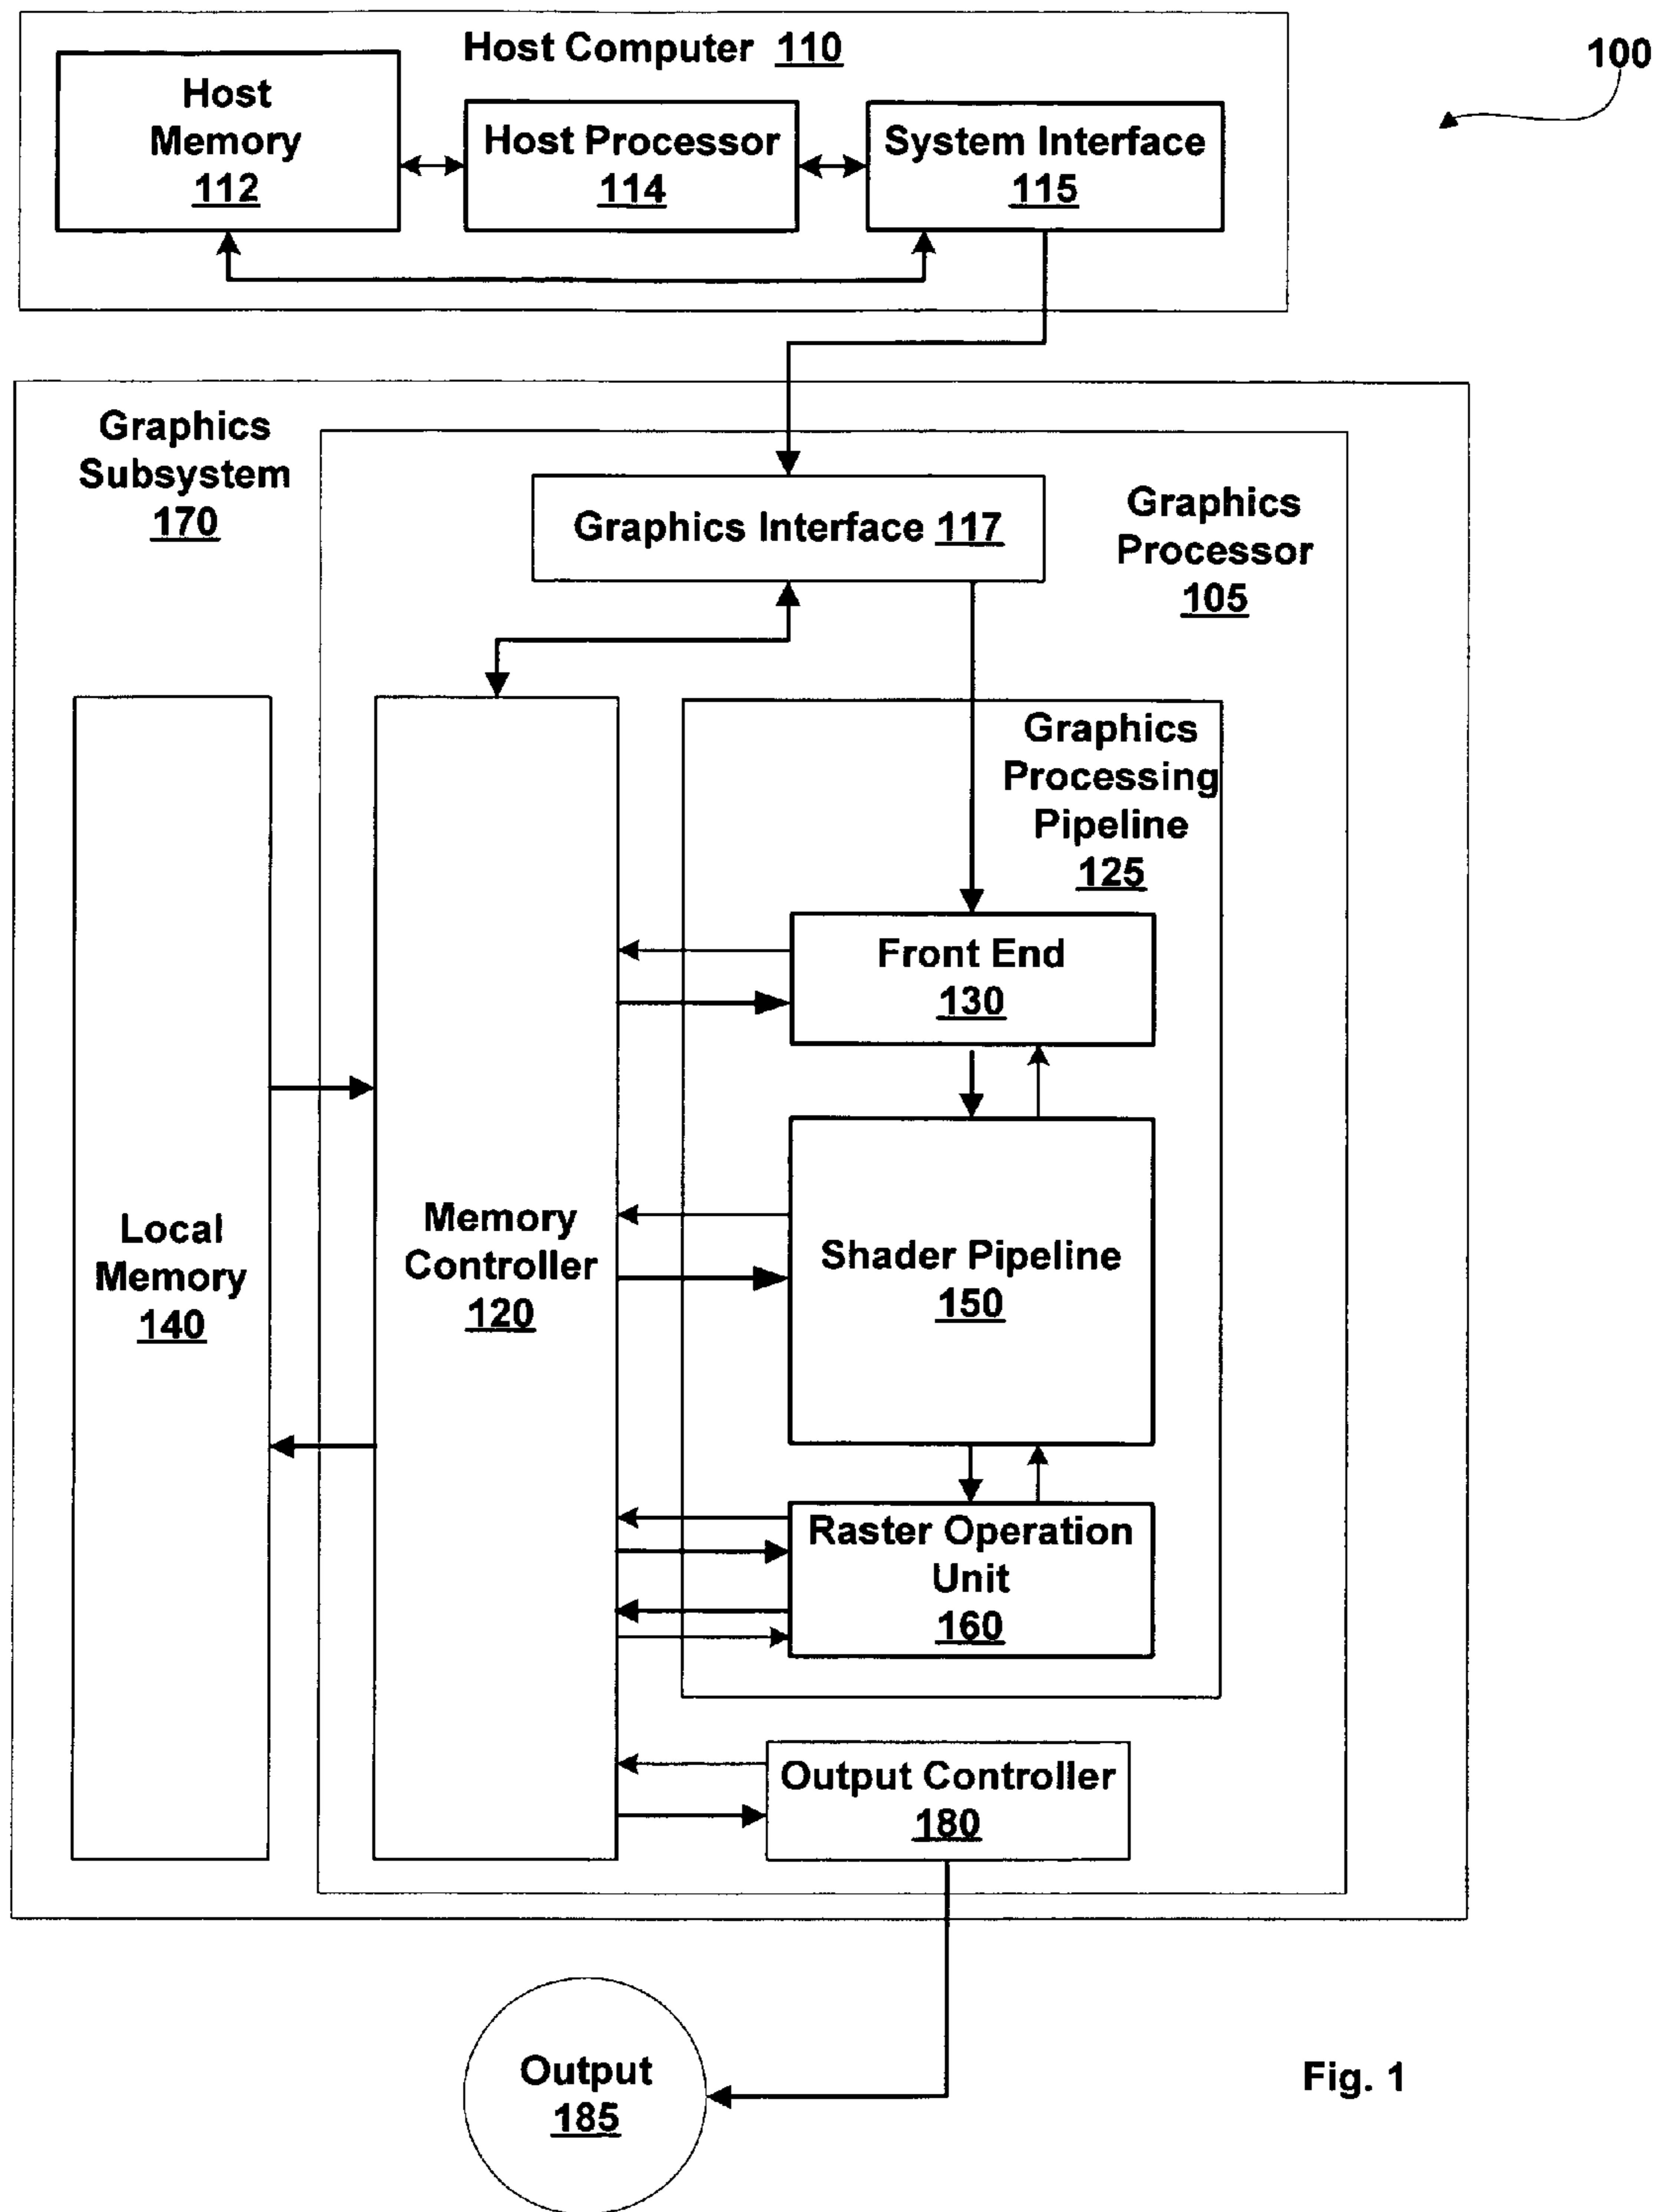 Host Computer 110
100
Host
Memory
112
Host Processor
114
System Interface
115
Graphics
Subsystem
170
Graphics Interface 117
Graphics
Processor
105
Graphics
Processing
Pipeline
125
Front End
130
Local
Memory
140
Memory
Controller
120
Shader Pipeline
150
Raster Operation
Unit
160
Output Controller
180
Output
185
Fig. 1